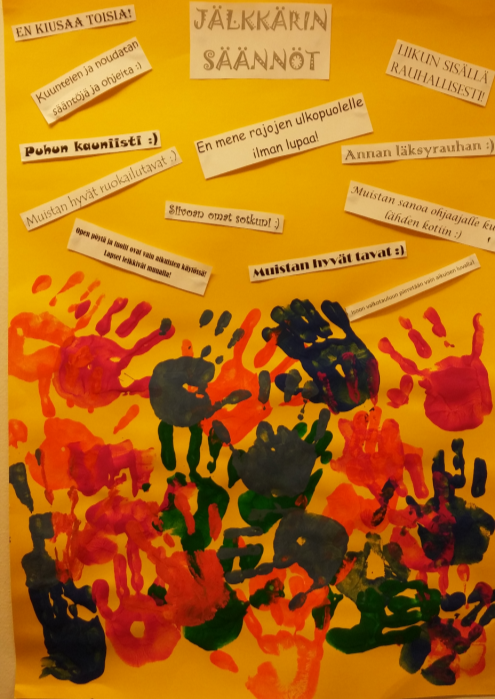 EN KIUSAA TOISIA!
JÄLKKÄRIN
SÄÄNNÖT
LIIKUN SISÄLLÄ
RAUHALLISESTI!
Kuuntelen ja noudatan
sääntöjä ja ohjeita :)
En mene rajojen ulkopuolelle
ilman lupaa!
Puhun kauniisti :)
Annan läksyrauhan :)
Muistan hyvät ruokailutavat :)
Siivoan omat sotkuni! :)
Muistan sanoa ohjaajalle ku
lähden kotiin :)
Open pöytä ja tuoli ovat vain aikuisten käytössä!
Lapset leikkivät muualla!
Muistan hyvät tavat :)
piirretään vain aikuisen luvalla!